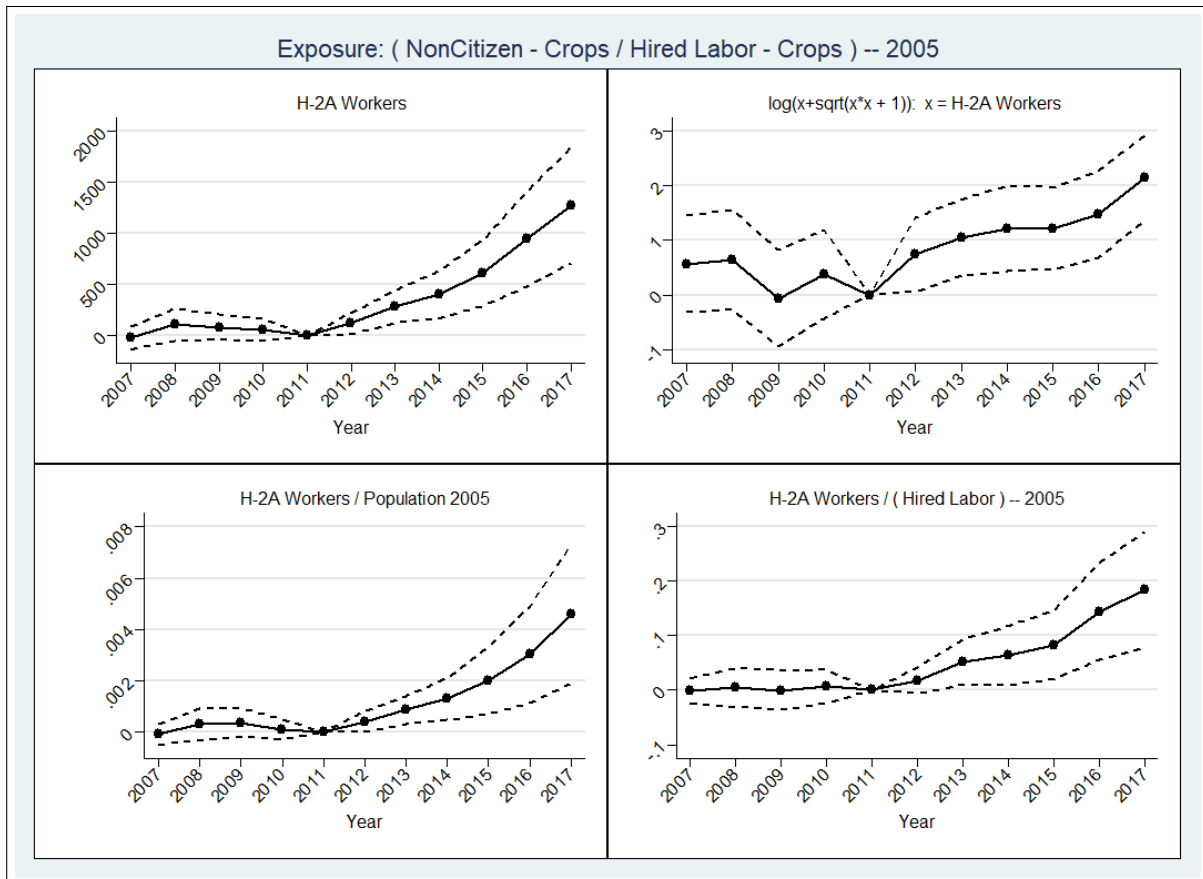 Exposure: ( NonCitizen - Crops / Hired Labor - Crops ) -- 2005
H-2A Workers
2000
1500
1000
500
0
2007 2008 2009 2010 2011 2012 2013 2014 2015 2016 2017
Year
log(x+sqrt(x*x + 1)): x = H-2A Workers
3
2
1
0
-1
2007 2008 2009 2010 2011 2012 2013 2014 2015 2016 2017
Year
H-2A Workers / Population 2005
.008
.006
.004
.002
0
2007 2008 2009 2010 2011 2012 2013 2014 2015 2016 2017
Year
H-2A Workers / ( Hired Labor ) -- 2005
.3
.2
.1
0
-.1
2007 2008 2009 2010 2011 2012 2013 2014 2015 2016 2017
Year